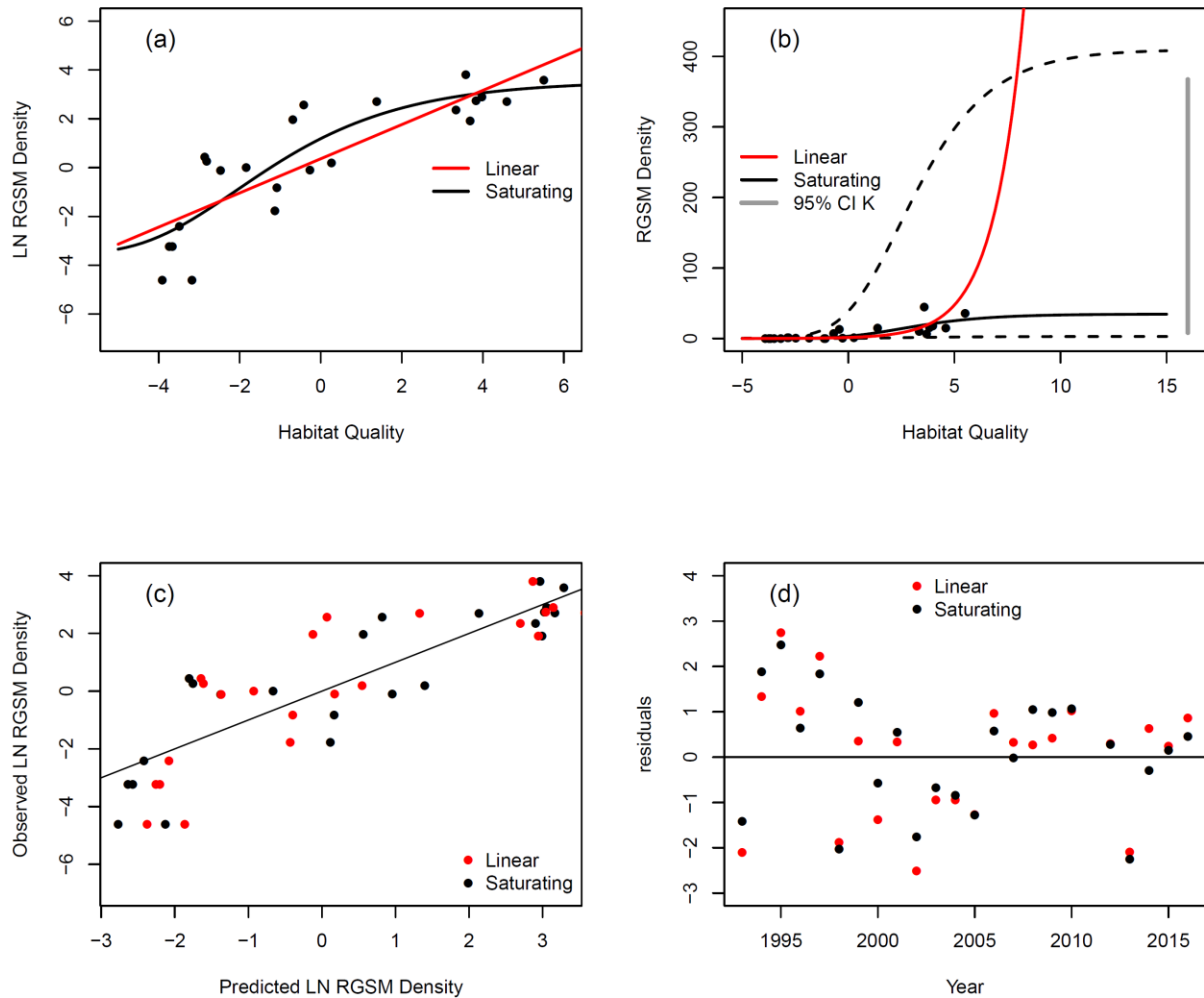 (a)
LN RGSM Density
6
4
2
0
−2
−4
−6
Linear
Saturating
−4 −2 0 2 4 6
Habitat Quality
(b)
RGSM Density
400
300
200
100
0
Linear
Saturating
95% CI K
−5 0 5 10 15
Habitat Quality
(c)
Observed LN RGSM Density
4
2
0
−2
−4
−6
Linear
Saturating
−3 −2 −1 0 1 2 3
Predicted LN RGSM Density
(d)
residuals
4
3
2
1
0
−1
−2
−3
Linear
Saturating
1995 2000 2005 2010 2015
Year